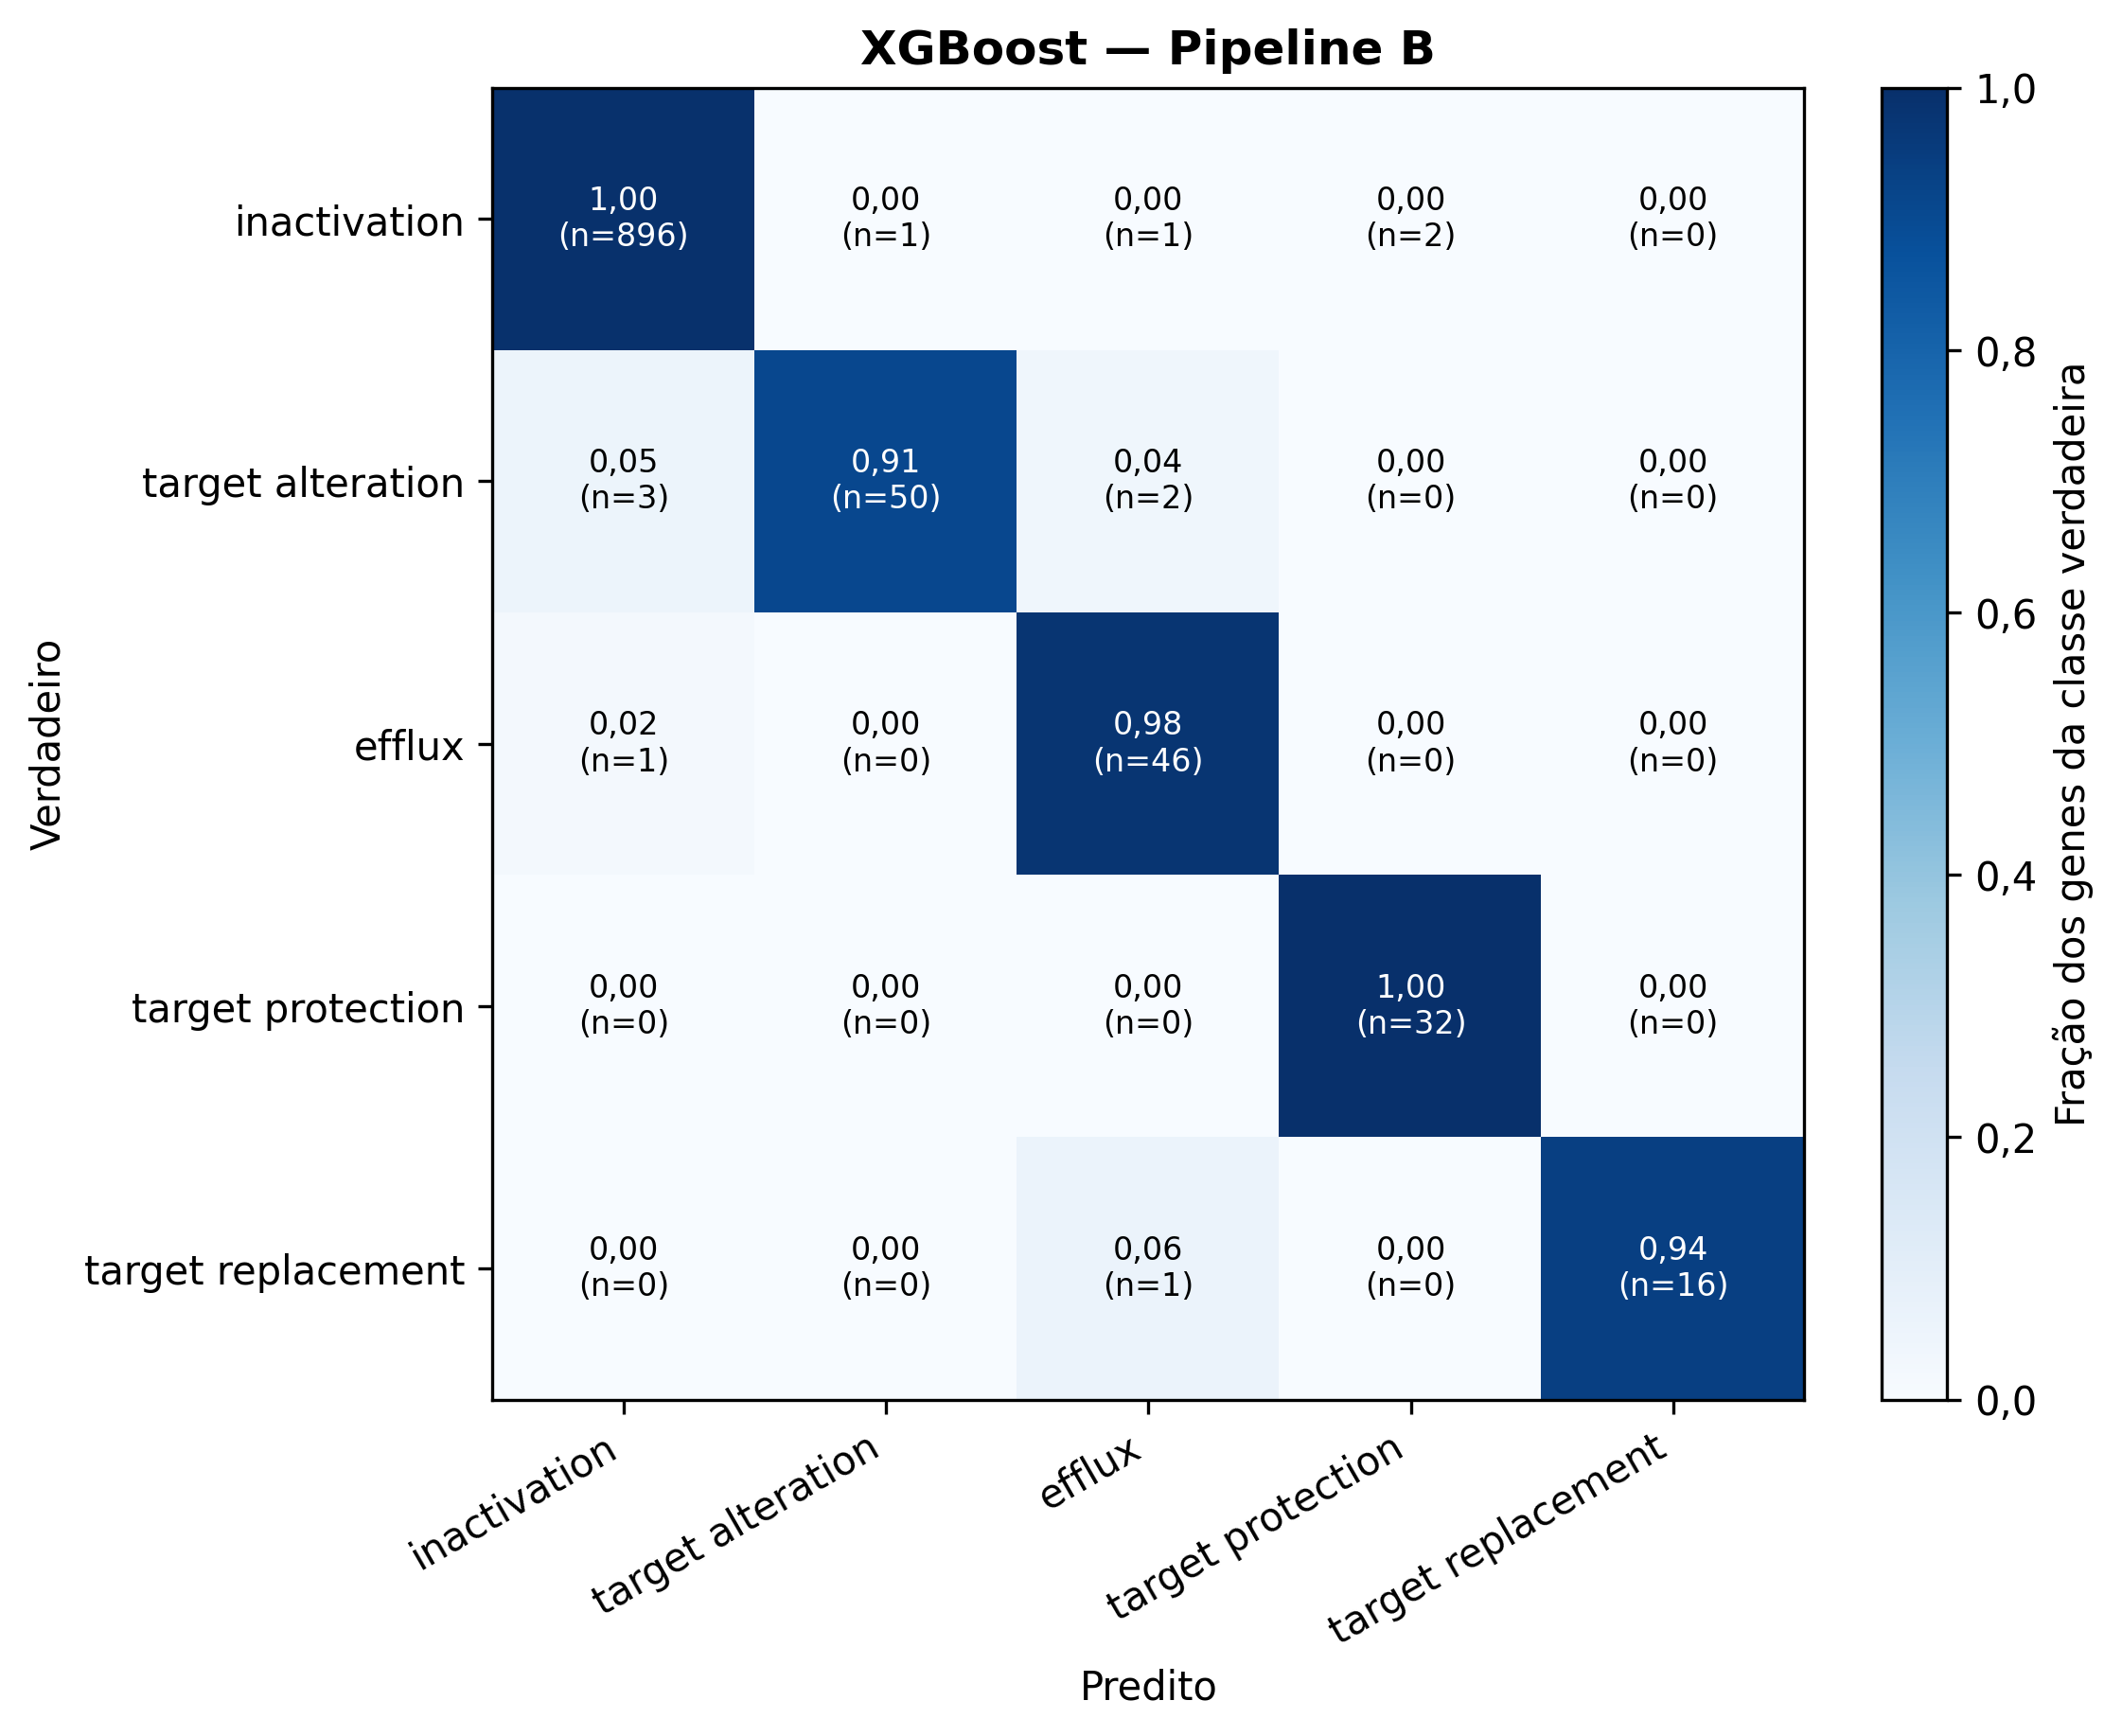 XGBoost — Pipeline B
Verdadeiro
inactivation
1,00
(n=896)
0,00
(n=1)
0,00
(n=1)
0,00
(n=2)
0,00
(n=0)
target alteration
0,05
(n=3)
0,91
(n=50)
0,04
(n=2)
0,00
(n=0)
0,00
(n=0)
efflux
0,02
(n=1)
0,00
(n=0)
0,98
(n=46)
0,00
(n=0)
0,00
(n=0)
target protection
0,00
(n=0)
0,00
(n=0)
0,00
(n=0)
1,00
(n=32)
0,00
(n=0)
target replacement
0,00
(n=0)
0,00
(n=0)
0,06
(n=1)
0,00
(n=0)
0,94
(n=16)
inactivation
target alteration
efflux
target protection
target replacement
Predito
1,0
0,8
0,6
0,4
0,2
0,0
Fração dos genes da classe verdadeira